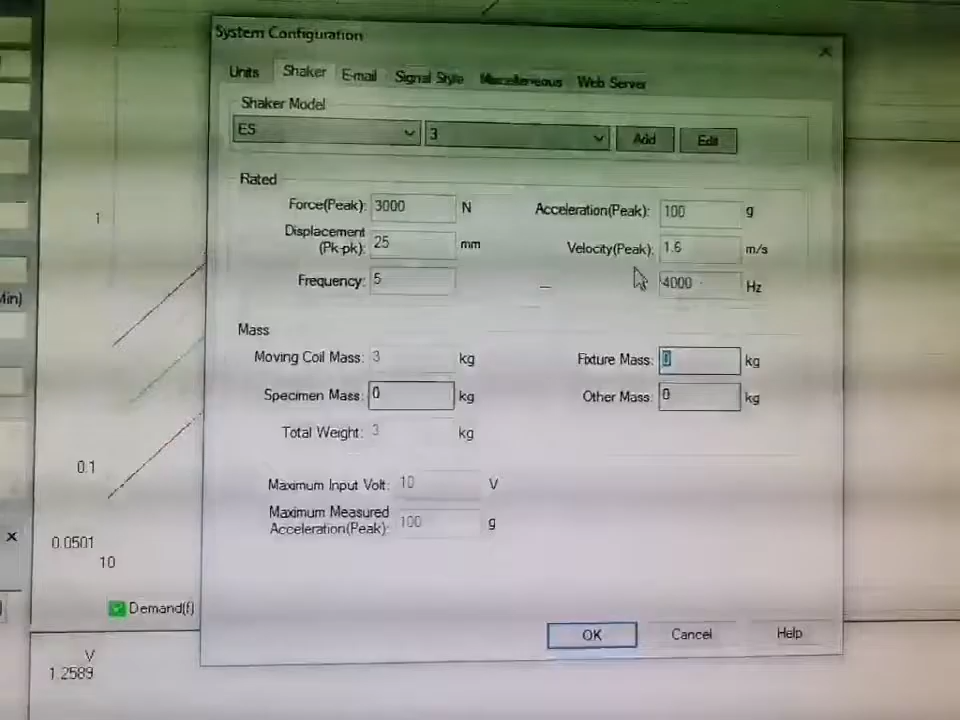 System Configuration
Units Shaker E-mail Signal Style Miscellaneous Web Server
Shaker Model
ES 3 Add Edit
Rated
Force(Peak): 3000 N Acceleration(Peak): 100 g
Displacement
(Pk-pk): 25 mm Velocity(Peak): 1.6 m/s
Frequency: 5 4000 Hz
Mass
Moving Coil Mass: 3 kg Fixture Mass: 0 kg
Specimen Mass: 0 kg Other Mass: 0 kg
Total Weight: 3 kg
Maximum Input Volt: 10 V
Maximum Measured
Acceleration(Peak): 100 g
OK Cancel Help
1
Min)
0.1
0.0501
10
Demand(f)
V
1.2589